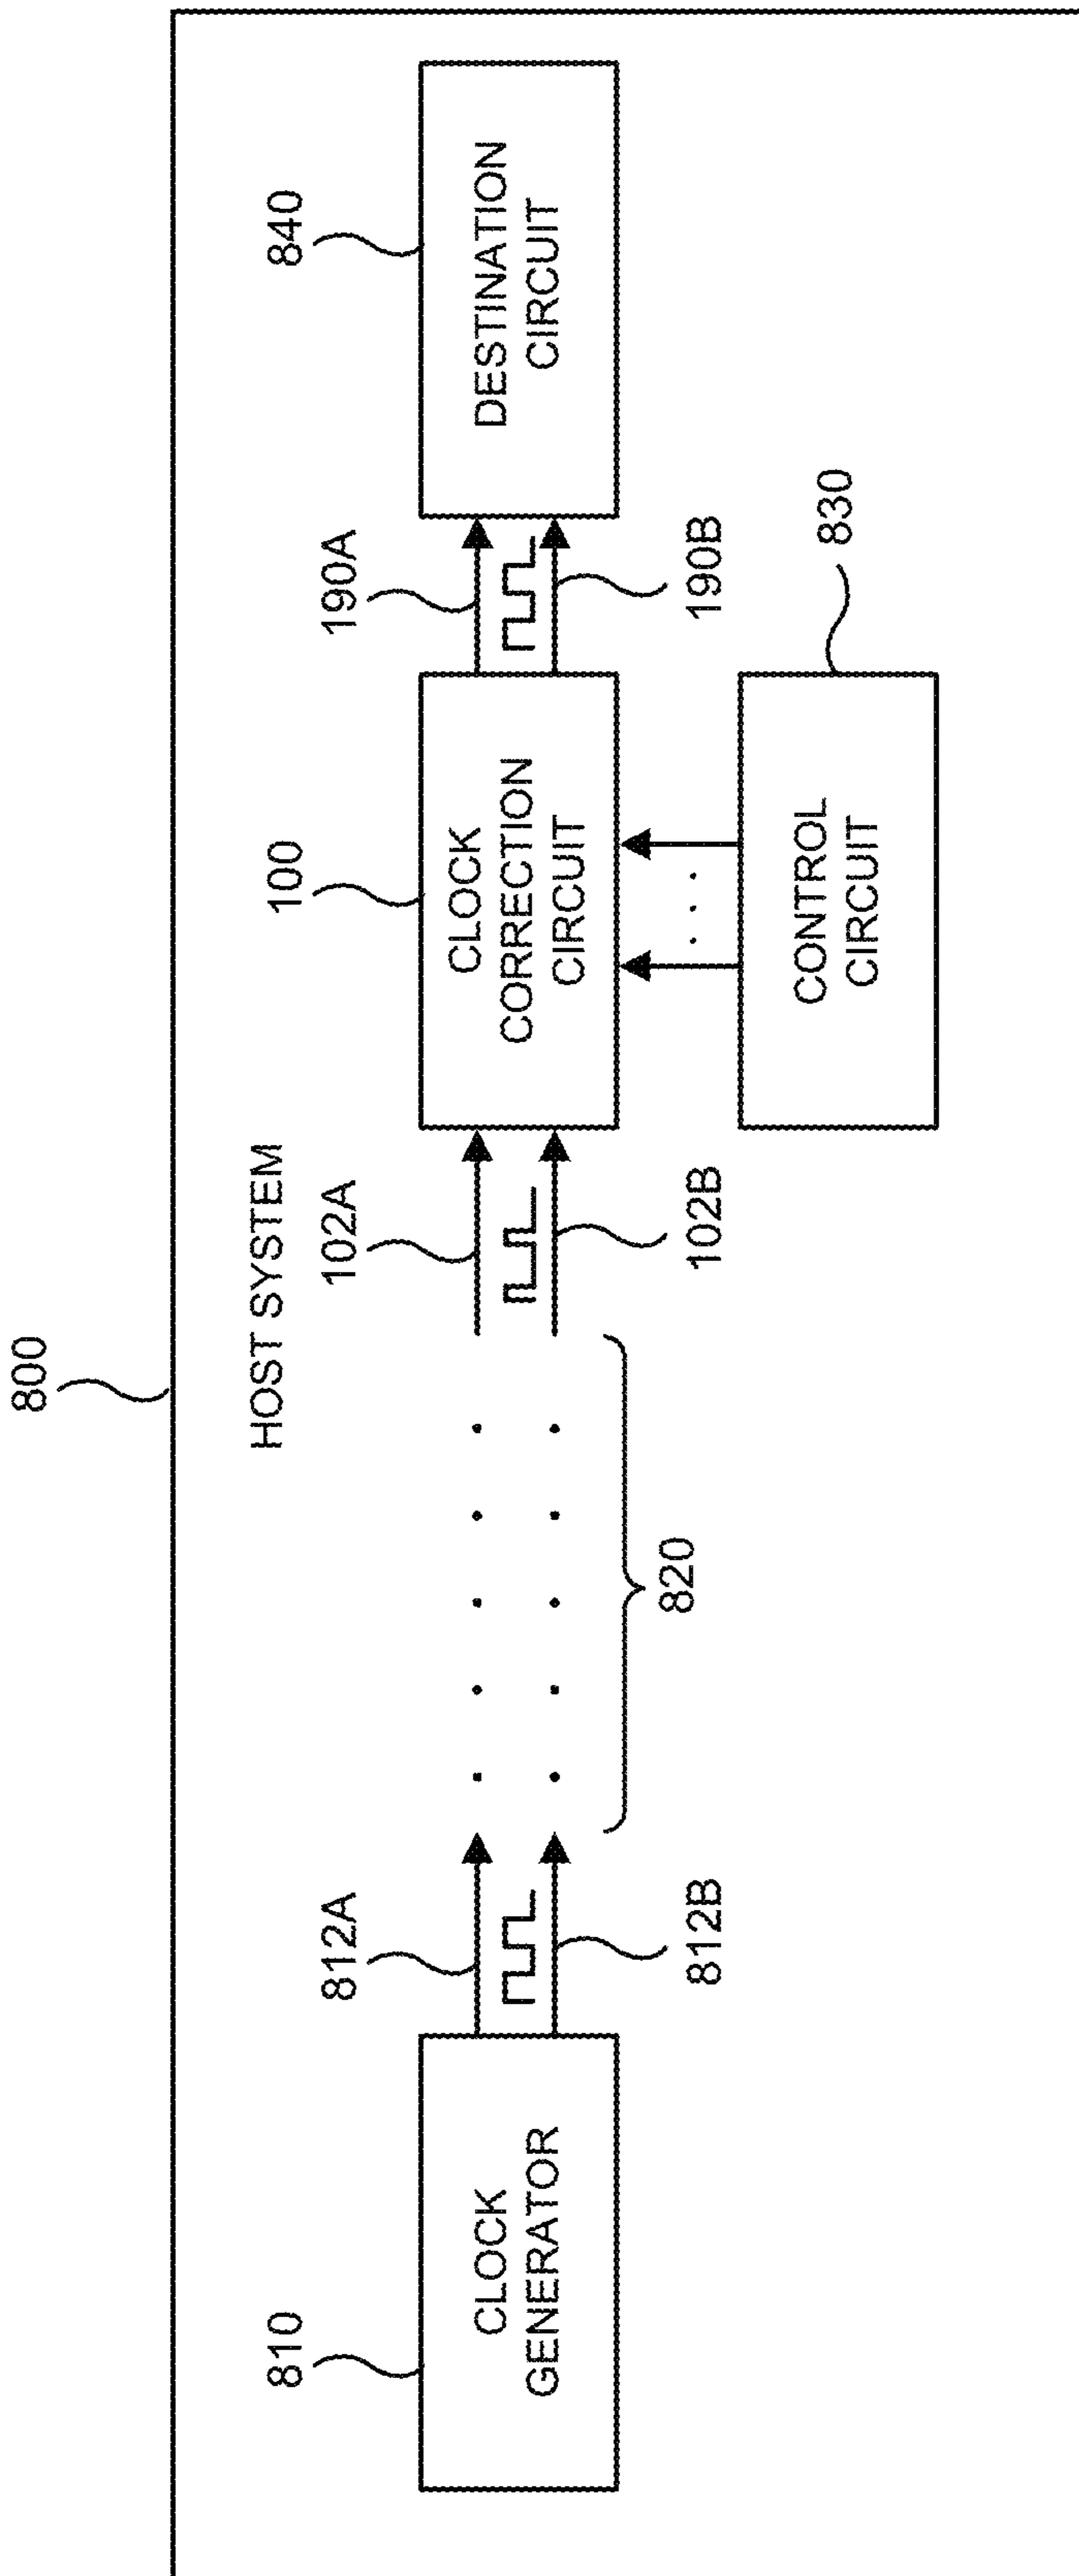 800
HOST SYSTEM
810
CLOCK
GENERATOR
812A
812B
820
102A
102B
100
CLOCK
CORRECTION
CIRCUIT
190A
190B
840
DESTINATION
CIRCUIT
830
CONTROL
CIRCUIT